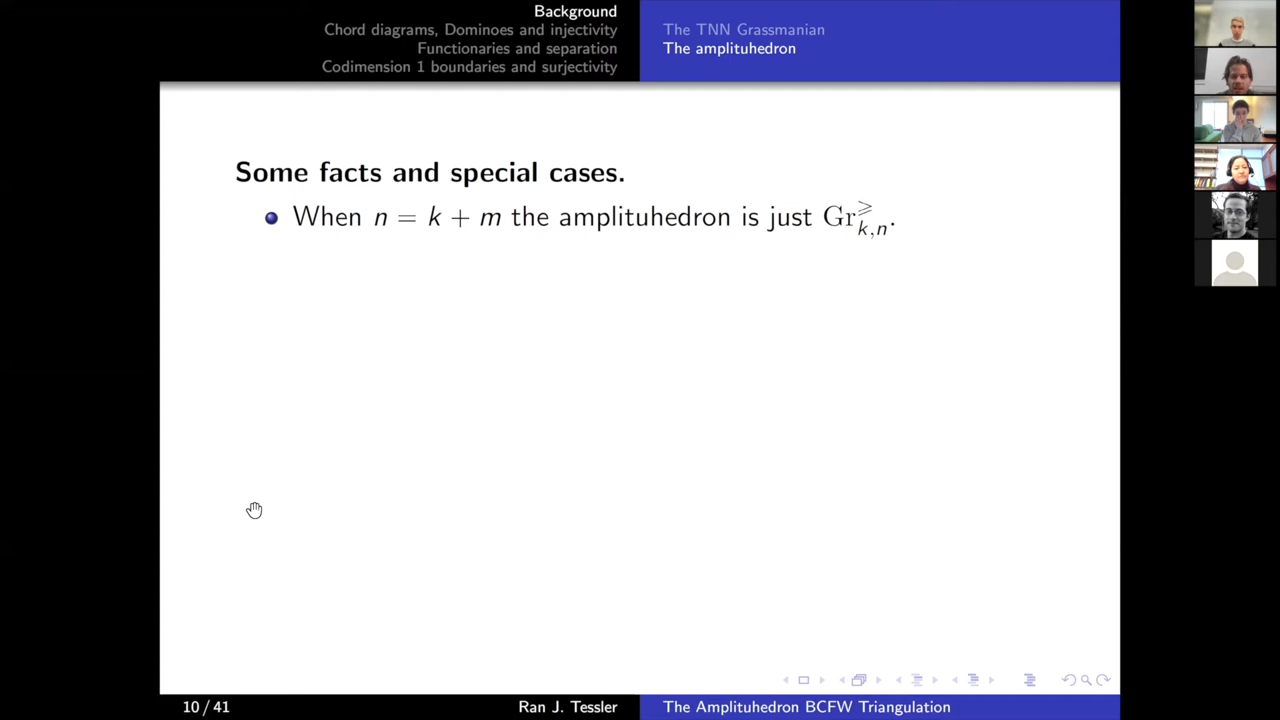 Background
Chord diagrams, Dominoes and injectivity
Functionaries and separation
Codimension 1 boundaries and surjectivity
The TNN Grassmanian
The amplituhedron
Some facts and special cases.
When n = k + m the amplituhedron is just Gr≥k,n.
10 / 41
Ran J. Tessler
The Amplituhedron BCFW Triangulation